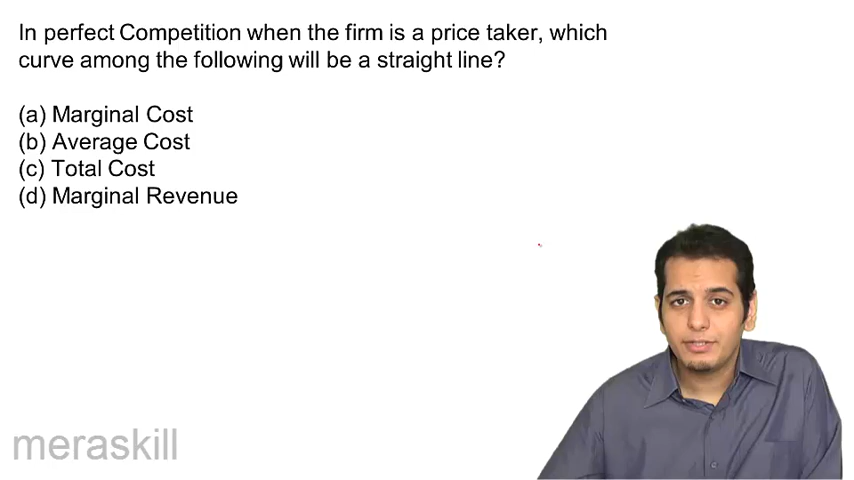 In perfect Competition when the firm is a price taker, which
curve among the following will be a straight line?
(a) Marginal Cost
(b) Average Cost
(c) Total Cost
(d) Marginal Revenue
meraskill